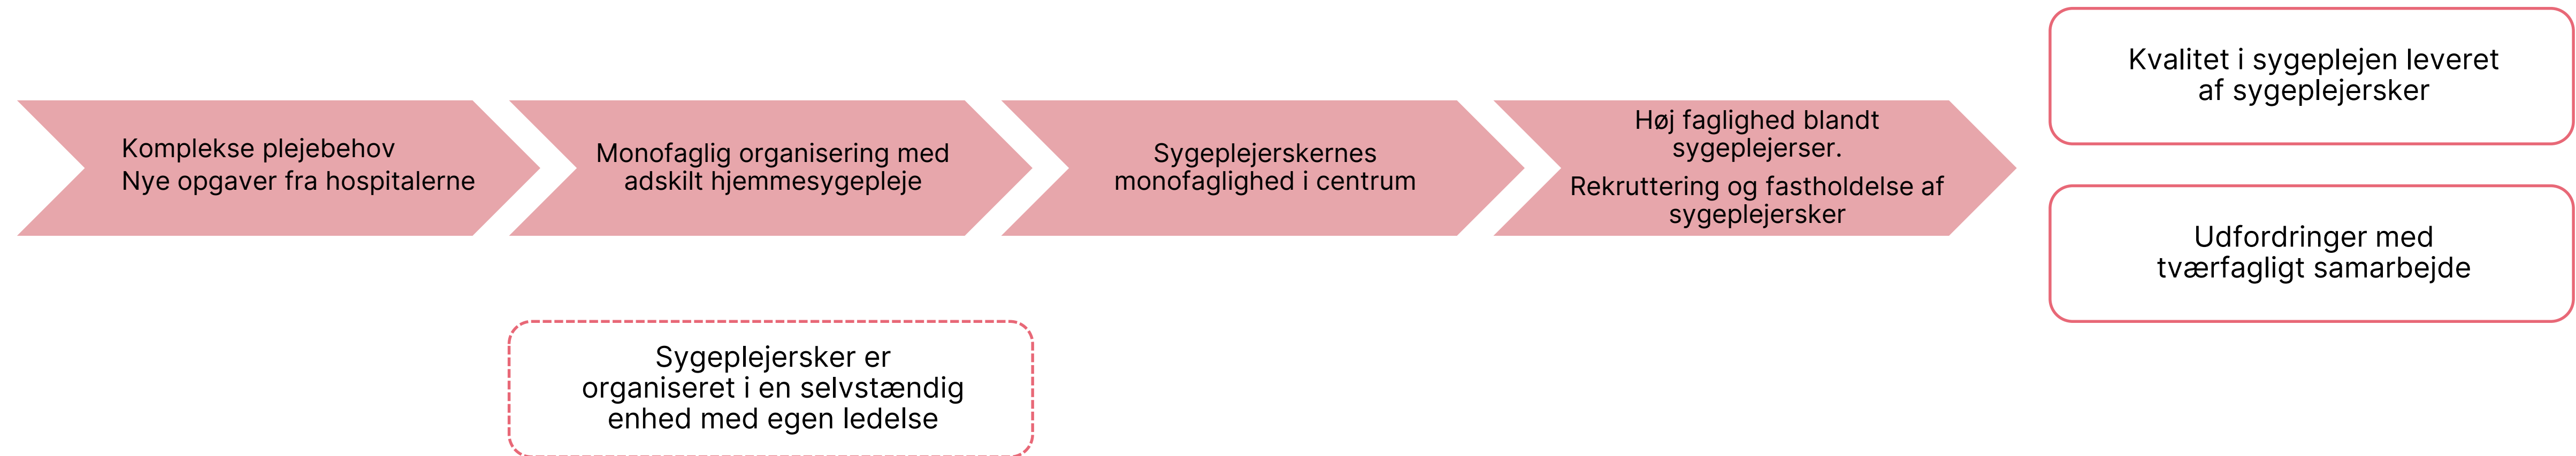 Komplekse plejebehov
Nye opgaver fra hospitalerne
Monofaglig organisering med
adskilt hjemmesygepleje
Sygeplejerskernes
monofaglighed i centrum
Høj faglighed blandt
sygeplejerser.
Rekruttering og fastholdelse af
sygeplejersker
Kvalitet i sygeplejen leveret
af sygeplejersker
Udfordringer med
tværfagligt samarbejde
Sygeplejersker er
organiseret i en selvstændig
enhed med egen ledelse